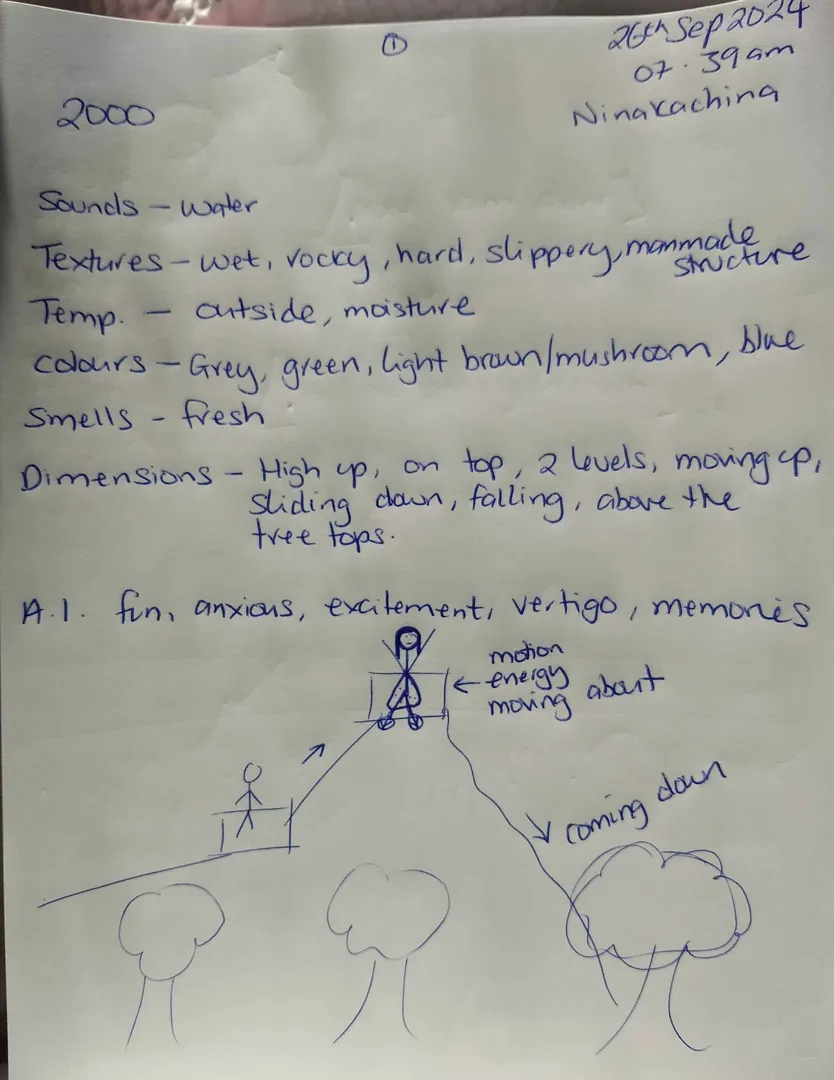 ①
26th Sep 2024
07.39am
Ninakachina
2000
Sounds - water
Textures - wet, rocky, hard, slippery, manmade
structure
Temp. - outside, moisture
colours - Grey, green, light brown/mushroom, blue
Smells - fresh
Dimensions - High up, on top, 2 levels, moving up,
sliding down, falling, above the
tree tops.
A.I. fun, anxious, excitement, vertigo, memories
motion
energy
moving about
coming down